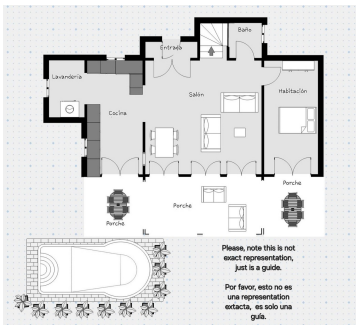 Baño
Entrada
Lavandería
Salón
Habitación
Cocina
Porche
Porche
Porche
Please, note this is not
exact representation,
just is a guide.
Por favor, esto no es
una representation
extacta, es solo una
guía.